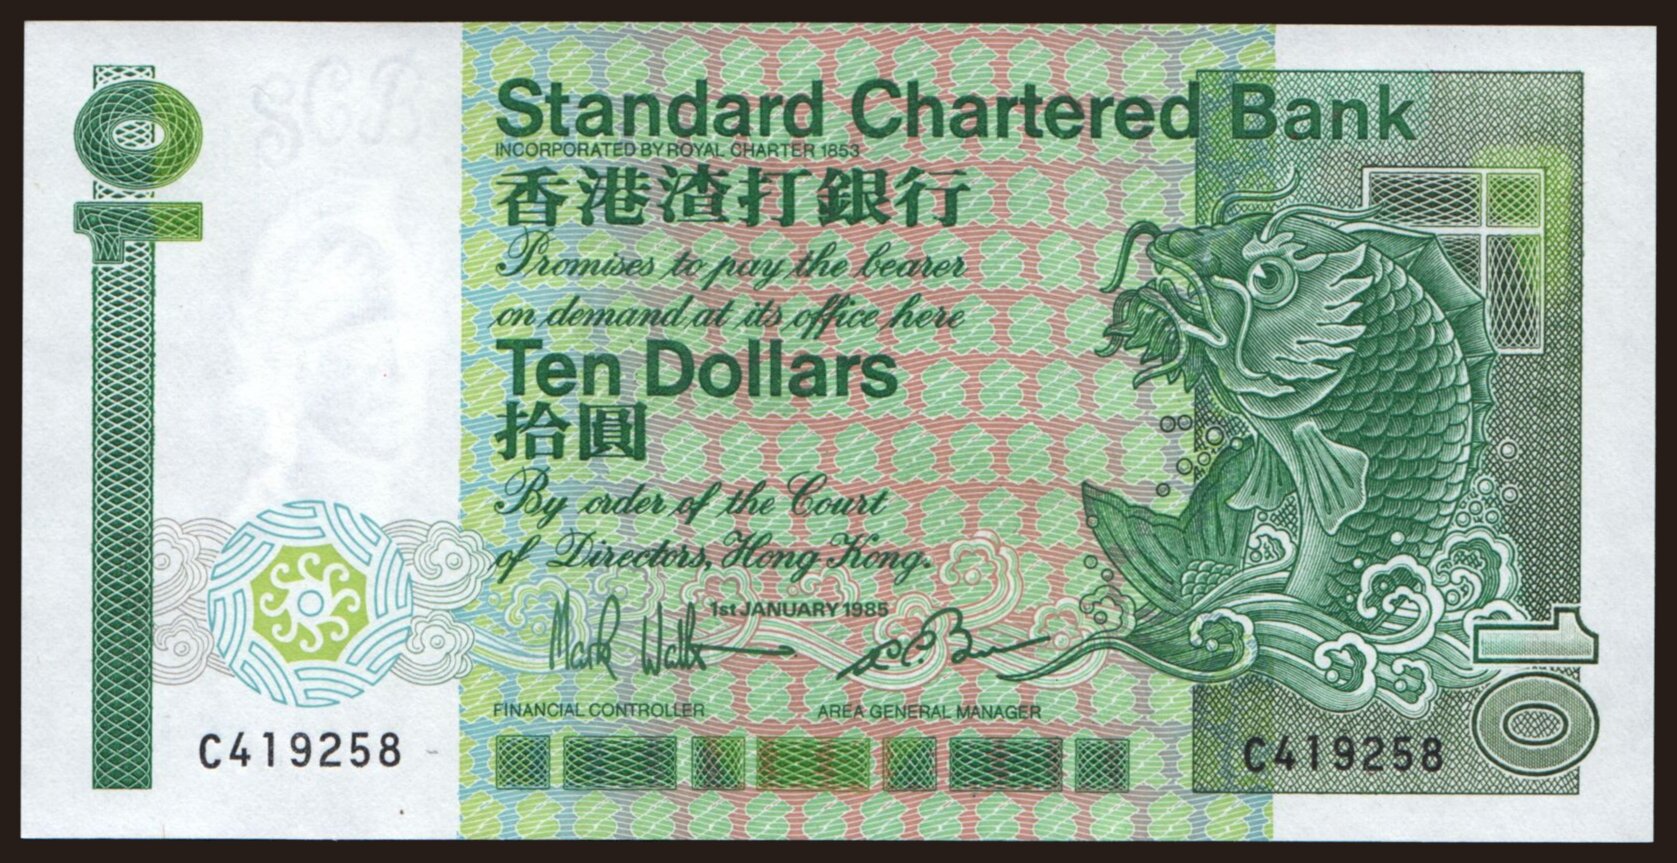 10
SCB
Standard Chartered Bank
INCORPORATED BY ROYAL CHARTER 1853
香港渣打銀行
Promises to pay the bearer
on demand at its office here
Ten Dollars
拾圓
By order of the Court
of Directors, Hong Kong.
1st JANUARY 1985
FINANCIAL CONTROLLER
AREA GENERAL MANAGER
C419258
C419258
10